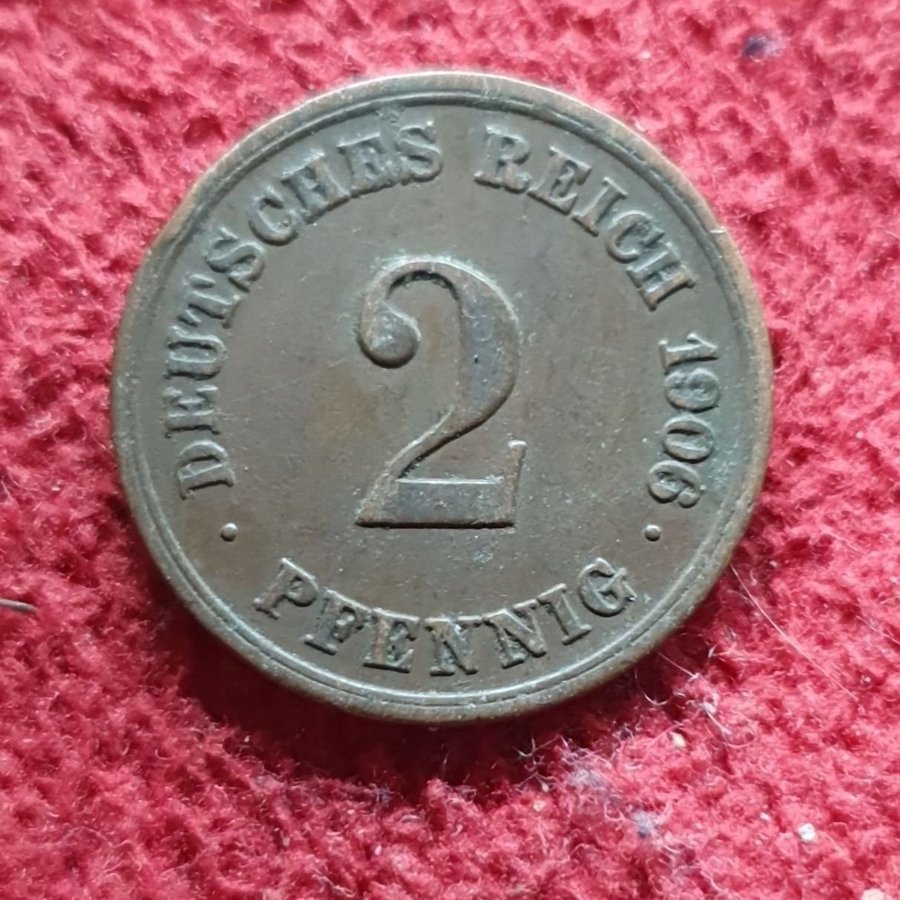 DEUTSCHES REICH 1906
2
· PFENNIG ·